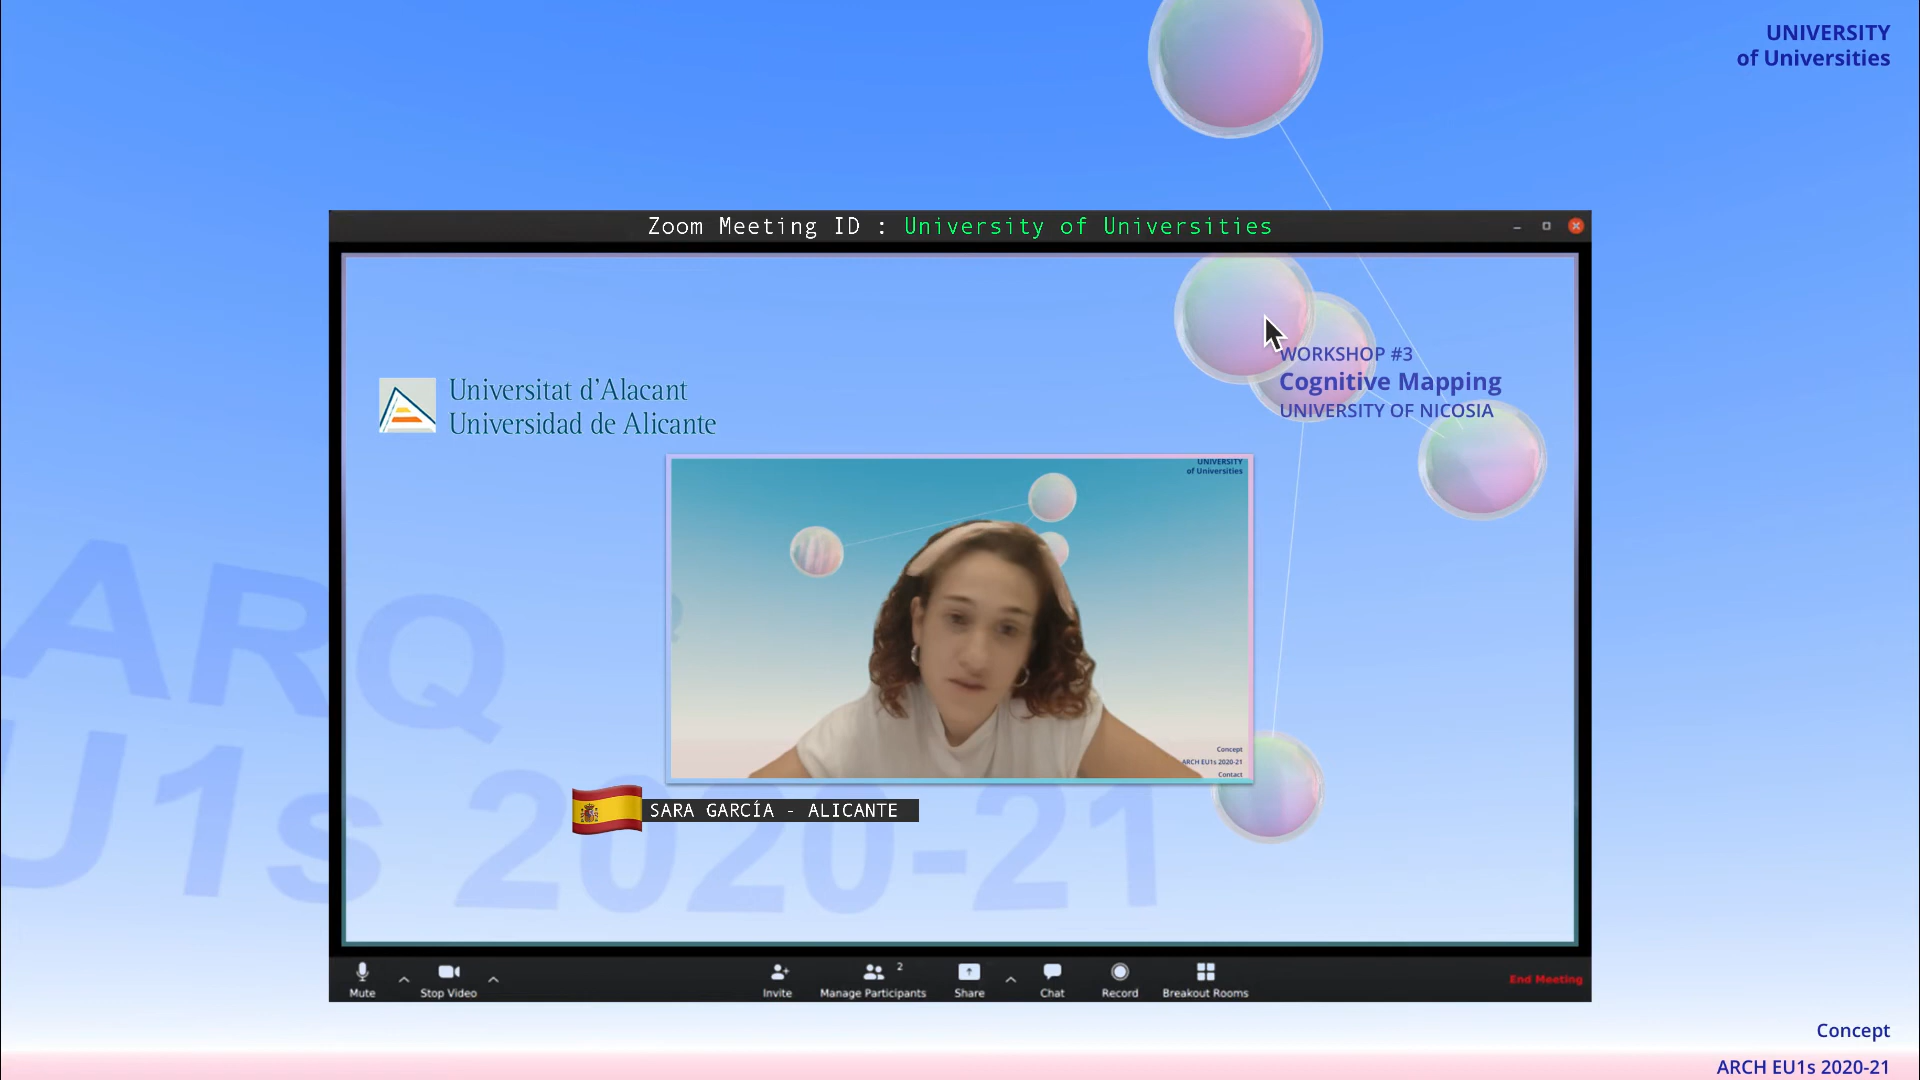 UNIVERSITY
of Universities
Zoom Meeting ID : University of Universities
WORKSHOP #3
Cognitive Mapping
UNIVERSITY OF NICOSIA
Universitat d'Alacant
Universidad de Alicante
UNIVERSITY
of Universities
Concept
ARCH EU1s 2020-21
Contact
ARQ
U1s 2020-21
SARA GARCÍA - ALICANTE
Mute
Stop Video
Invite
2
Manage Participants
Share
Chat
Record
Breakout Rooms
End Meeting
Concept
ARCH EU1s 2020-21